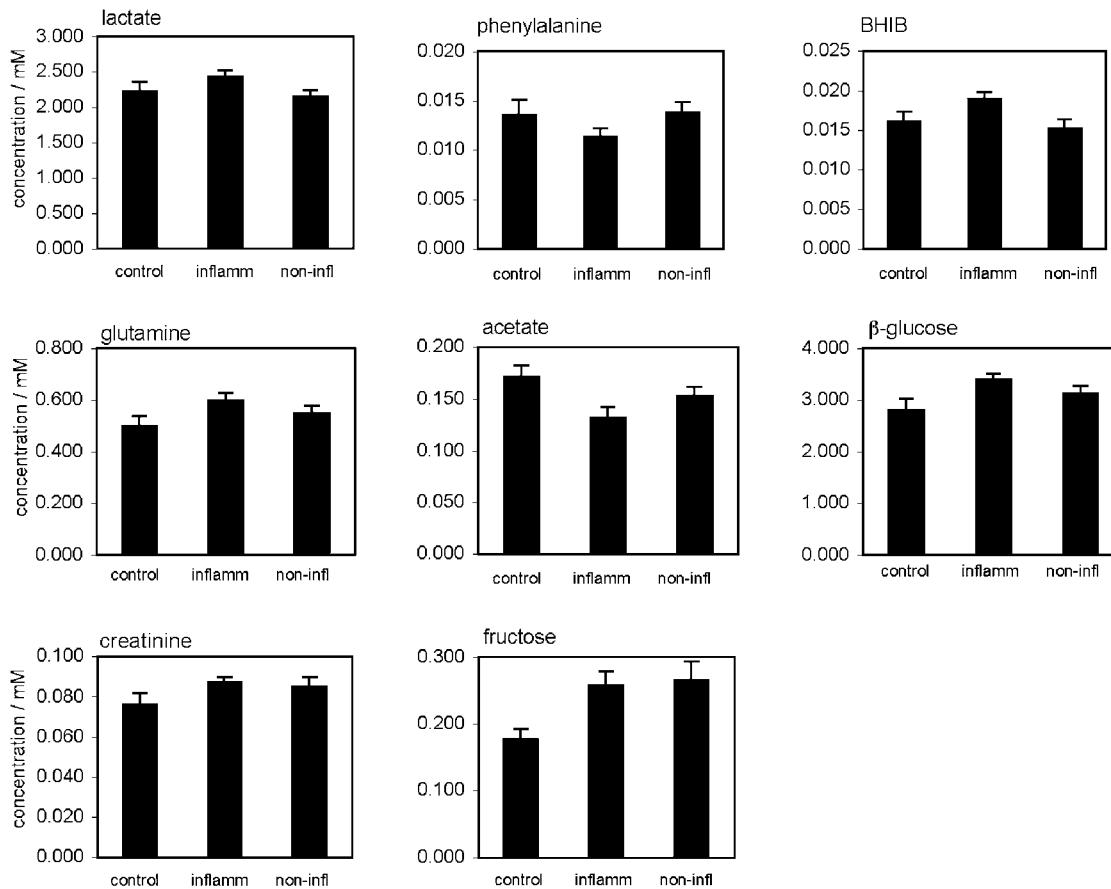 lactate
concentration / mM
3.000
2.500
2.000
1.500
1.000
0.500
0.000
control inflamm non-infl
phenylalanine
0.020
0.015
0.010
0.005
0.000
control inflamm non-infl
BHIB
0.025
0.020
0.015
0.010
0.005
0.000
control inflamm non-infl
glutamine
concentration / mM
0.800
0.600
0.400
0.200
0.000
control inflamm non-infl
acetate
0.200
0.150
0.100
0.050
0.000
control inflamm non-infl
β-glucose
4.000
3.000
2.000
1.000
0.000
control inflamm non-infl
creatinine
concentration / mM
0.100
0.080
0.060
0.040
0.020
0.000
control inflamm non-infl
fructose
0.300
0.200
0.100
0.000
control inflamm non-infl